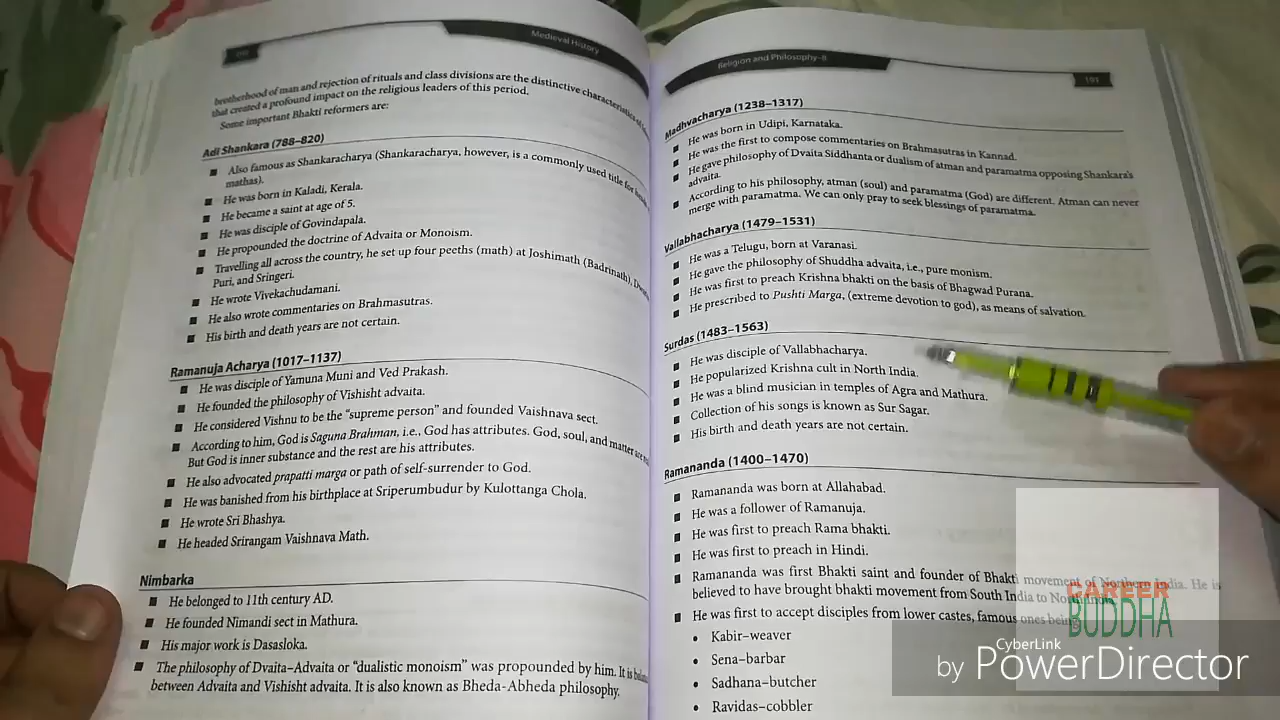 Medieval History
brotherhood of man and rejection of rituals and class divisions are the distinctive characteristics of
that created a profound impact on the religious leaders of this period.
Some important Bhakti reformers are:
Adi Shankara (788–820)
■ Also famous as Shankaracharya (Shankaracharya, however, is a commonly used title for
mathas).
■ He was born in Kaladi, Kerala.
■ He became a saint at age of 5.
■ He was disciple of Govindapala.
■ He propounded the doctrine of Advaita or Monoism.
■ Travelling all across the country, he set up four peeths (math) at Joshimath (Badrinath),
Puri, and Sringeri.
■ He wrote Vivekachudamani.
■ He also wrote commentaries on Brahmasutras.
■ His birth and death years are not certain.
Ramanuja Acharya (1017–1137)
■ He was disciple of Yamuna Muni and Ved Prakash.
■ He founded the philosophy of Vishisht advaita.
■ He considered Vishnu to be the “supreme person” and founded Vaishnava sect.
■ According to him, God is Saguna Brahman, i.e., God has attributes. God, soul, and matter are
But God is inner substance and the rest are his attributes.
■ He also advocated prapatti marga or path of self-surrender to God.
■ He was banished from his birthplace at Sriperumbudur by Kulottanga Chola.
■ He wrote Sri Bhashya.
■ He headed Srirangam Vaishnava Math.
Nimbarka
■ He belonged to 11th century AD.
■ He founded Nimandi sect in Mathura.
■ His major work is Dasasloka.
■ The philosophy of Dvaita–Advaita or “dualistic monoism” was propounded by him. It is
between Advaita and Vishisht advaita. It is also known as Bheda-Abheda philosophy.
Religion and Philosophy-II
191
Madhvacharya (1238–1317)
■ He was born in Udipi, Karnataka.
■ He was the first to compose commentaries on Brahmasutras in Kannad.
■ He gave philosophy of Dvaita Siddhanta or dualism of atman and paramatma opposing Shankara's
advaita.
■ According to his philosophy, atman (soul) and paramatma (God) are different. Atman can never
merge with paramatma. We can only pray to seek blessings of paramatma.
Vallabhacharya (1479–1531)
■ He was a Telugu, born at Varanasi.
■ He gave the philosophy of Shuddha advaita, i.e., pure monism.
■ He was first to preach Krishna bhakti on the basis of Bhagwad Purana.
■ He prescribed to Pushti Marga, (extreme devotion to god), as means of salvation.
Surdas (1483–1563)
■ He was disciple of Vallabhacharya.
■ He popularized Krishna cult in North India.
■ He was a blind musician in temples of Agra and Mathura.
■ Collection of his songs is known as Sur Sagar.
■ His birth and death years are not certain.
Ramananda (1400–1470)
■ Ramananda was born at Allahabad.
■ He was a follower of Ramanuja.
■ He was first to preach Rama bhakti.
■ He was first to preach in Hindi.
■ Ramananda was first Bhakti saint and founder of Bhakti movement of Northern India. He is
believed to have brought bhakti movement from South India to North India.
■ He was first to accept disciples from lower castes, famous ones being
• Kabir–weaver
• Sena–barbar
• Sadhana–butcher
• Ravidas–cobbler
CAREER
BUDDHA
CyberLink
by PowerDirector